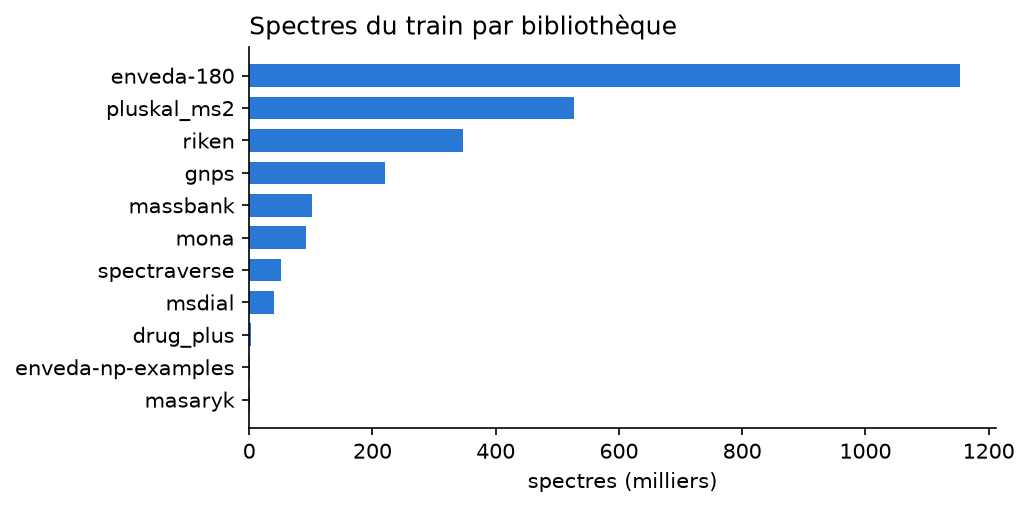 Spectres du train par bibliothèque
enveda-180
pluskal_ms2
riken
gnps
massbank
mona
spectraverse
msdial
drug_plus
enveda-np-examples
masaryk
0 200 400 600 800 1000 1200
spectres (milliers)